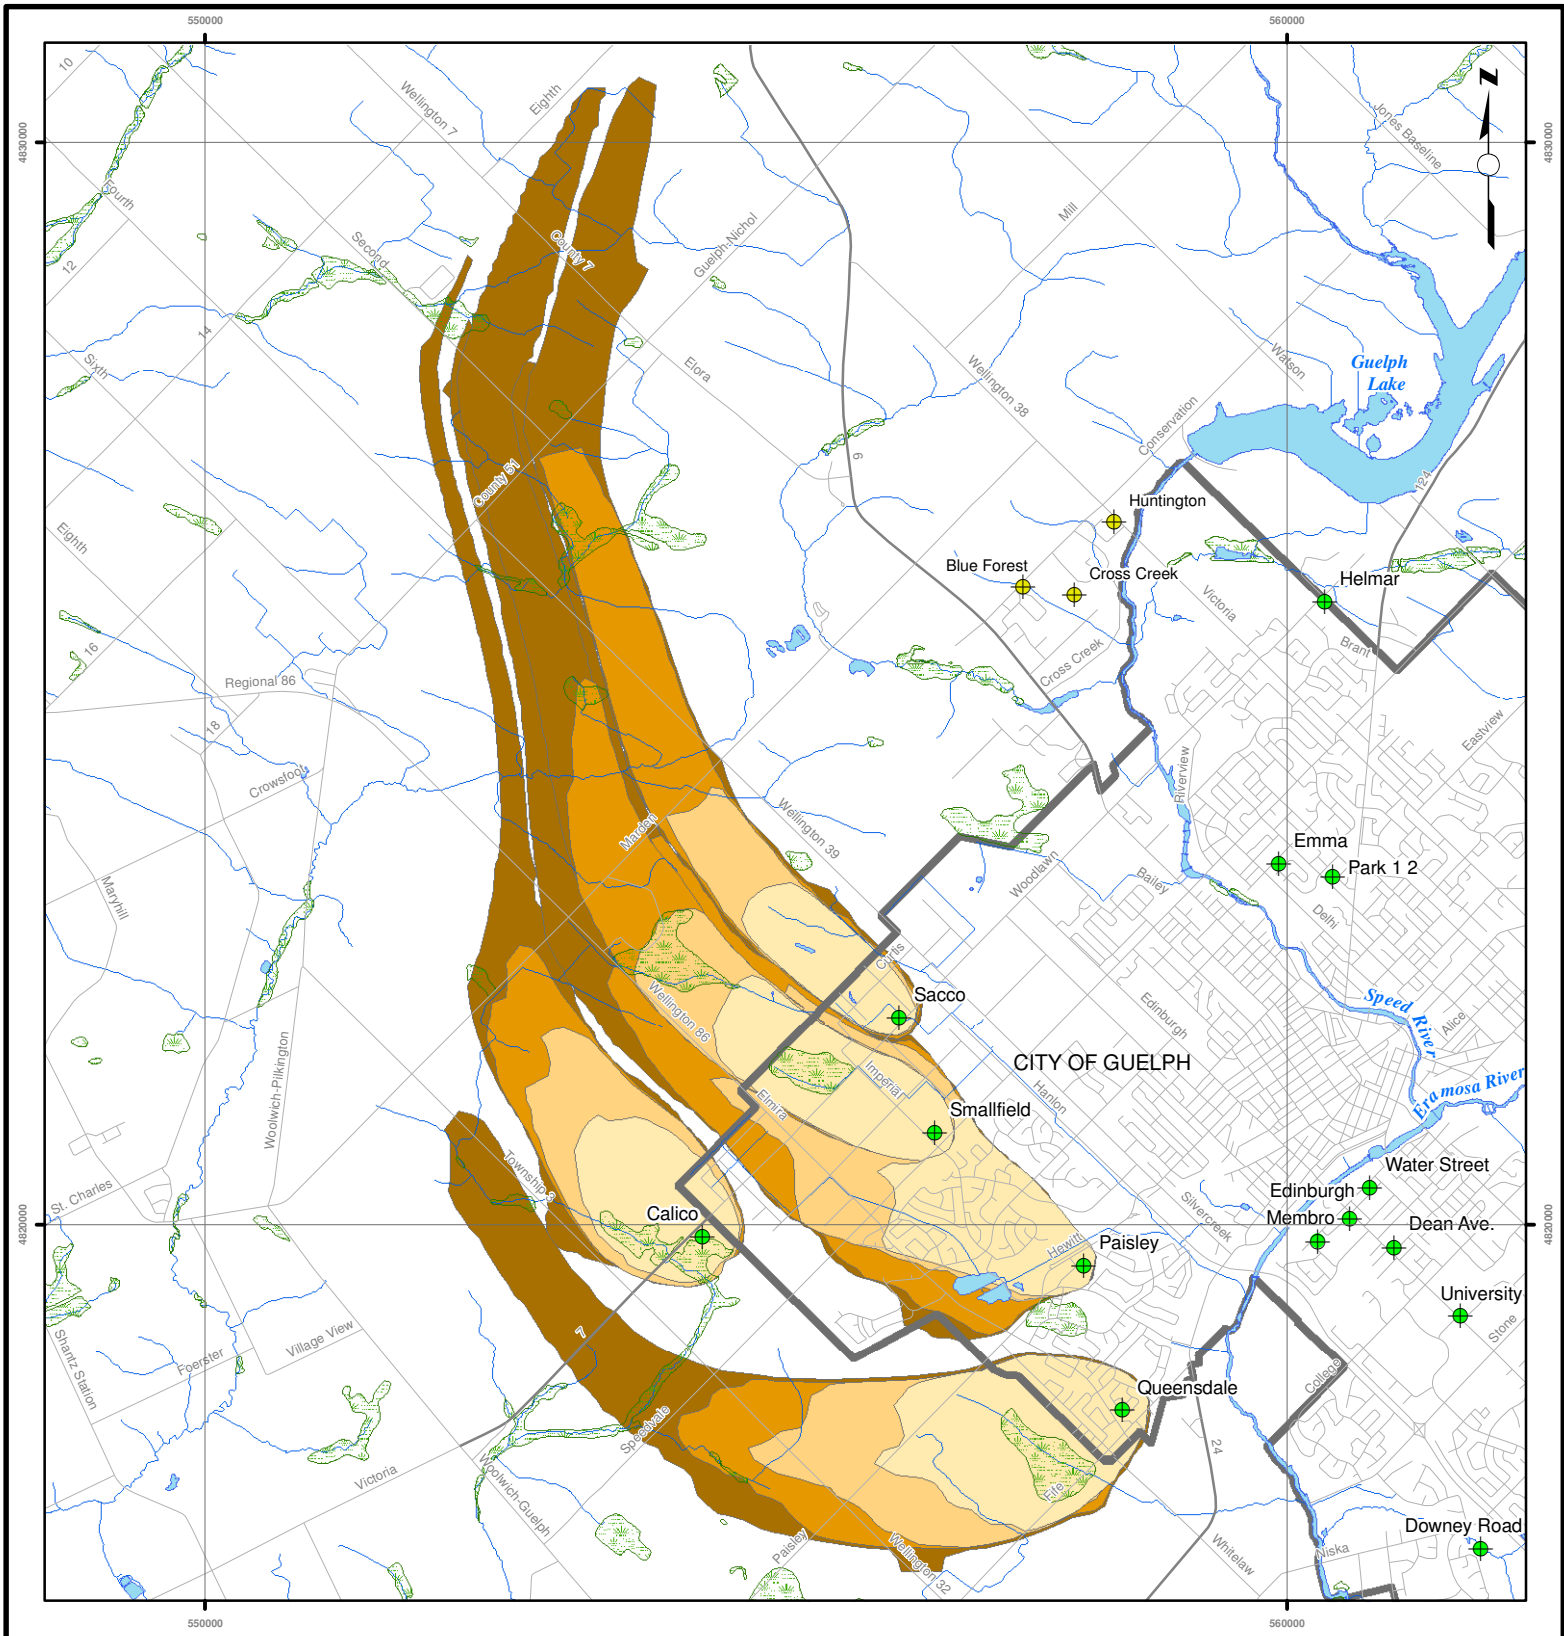 550000
560000
10
Wellington 7
Eighth
Jones Baseline
N
4830000
4830000
Fourth
Mill
Second
County 7
Guelph-Nichol
12
14
Sixth
Elora
Wellington 38
Watson
Guelph
Lake
Conservation
6
County 51
124
Huntington
Eighth
Blue Forest
Cross Creek
Helmar
Victoria
Brant
16
Cross Creek
Regional 86
18
Eastview
Crowsfoot
Riverview
Marden
Wellington 39
Emma
Park 1 2
Woodlawn
Bailey
Maryhill
Delhi
Curtis
Sacco
Wellington 86
Edinburgh
Speed River
Alice
Woolwich-Pilkington
CITY OF GUELPH
Imperial
Hanlon
Elmira
Eramosa River
Smallfield
Township 3
Water Street
St. Charles
Silvercreek
Edinburgh
Calico
Membro
Dean Ave.
4820000
4820000
Hewitt
Paisley
University
Stone
7
Shantz Station
Village View
Foerster
College
Queensdale
Speedvale
24
Victoria
Woolwich-Guelph
Fife
Downey Road
Paisley
Wellington 32
Whitelaw
Niska
550000
560000